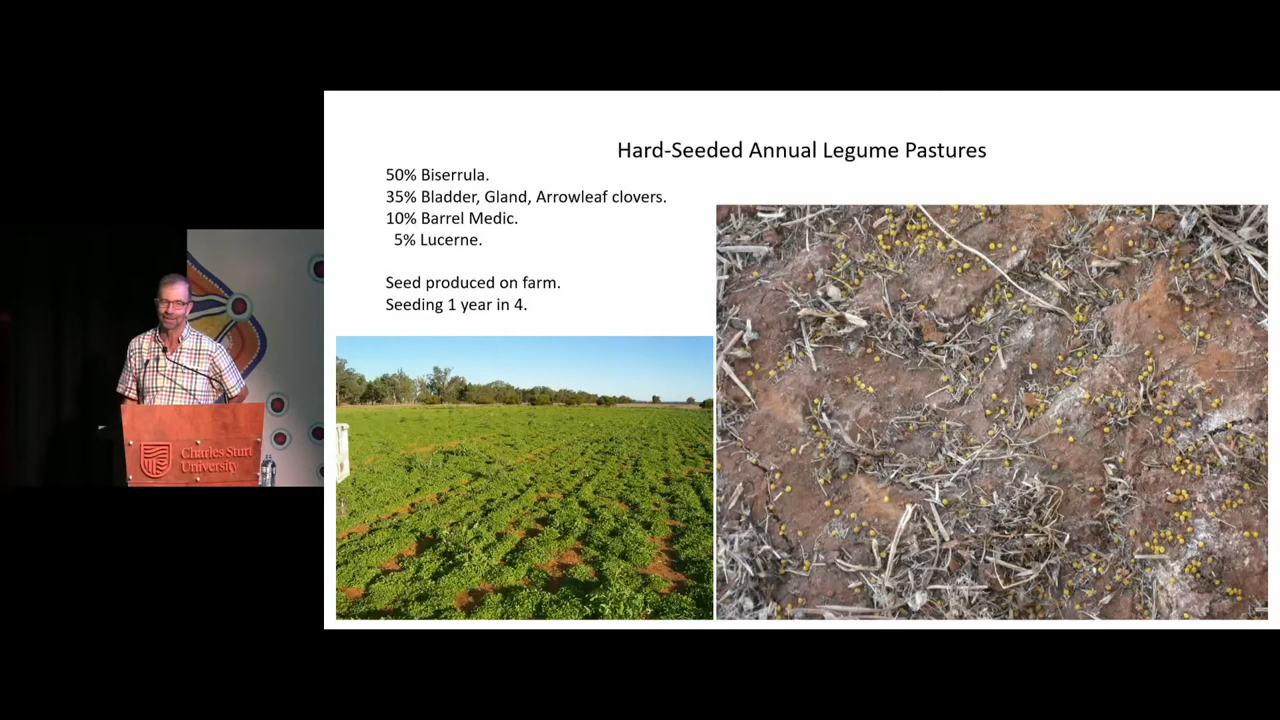 Hard-Seeded Annual Legume Pastures
50% Biserrula.
35% Bladder, Gland, Arrowleaf clovers.
10% Barrel Medic.
5% Lucerne.
Seed produced on farm.
Seeding 1 year in 4.
Charles Sturt
University